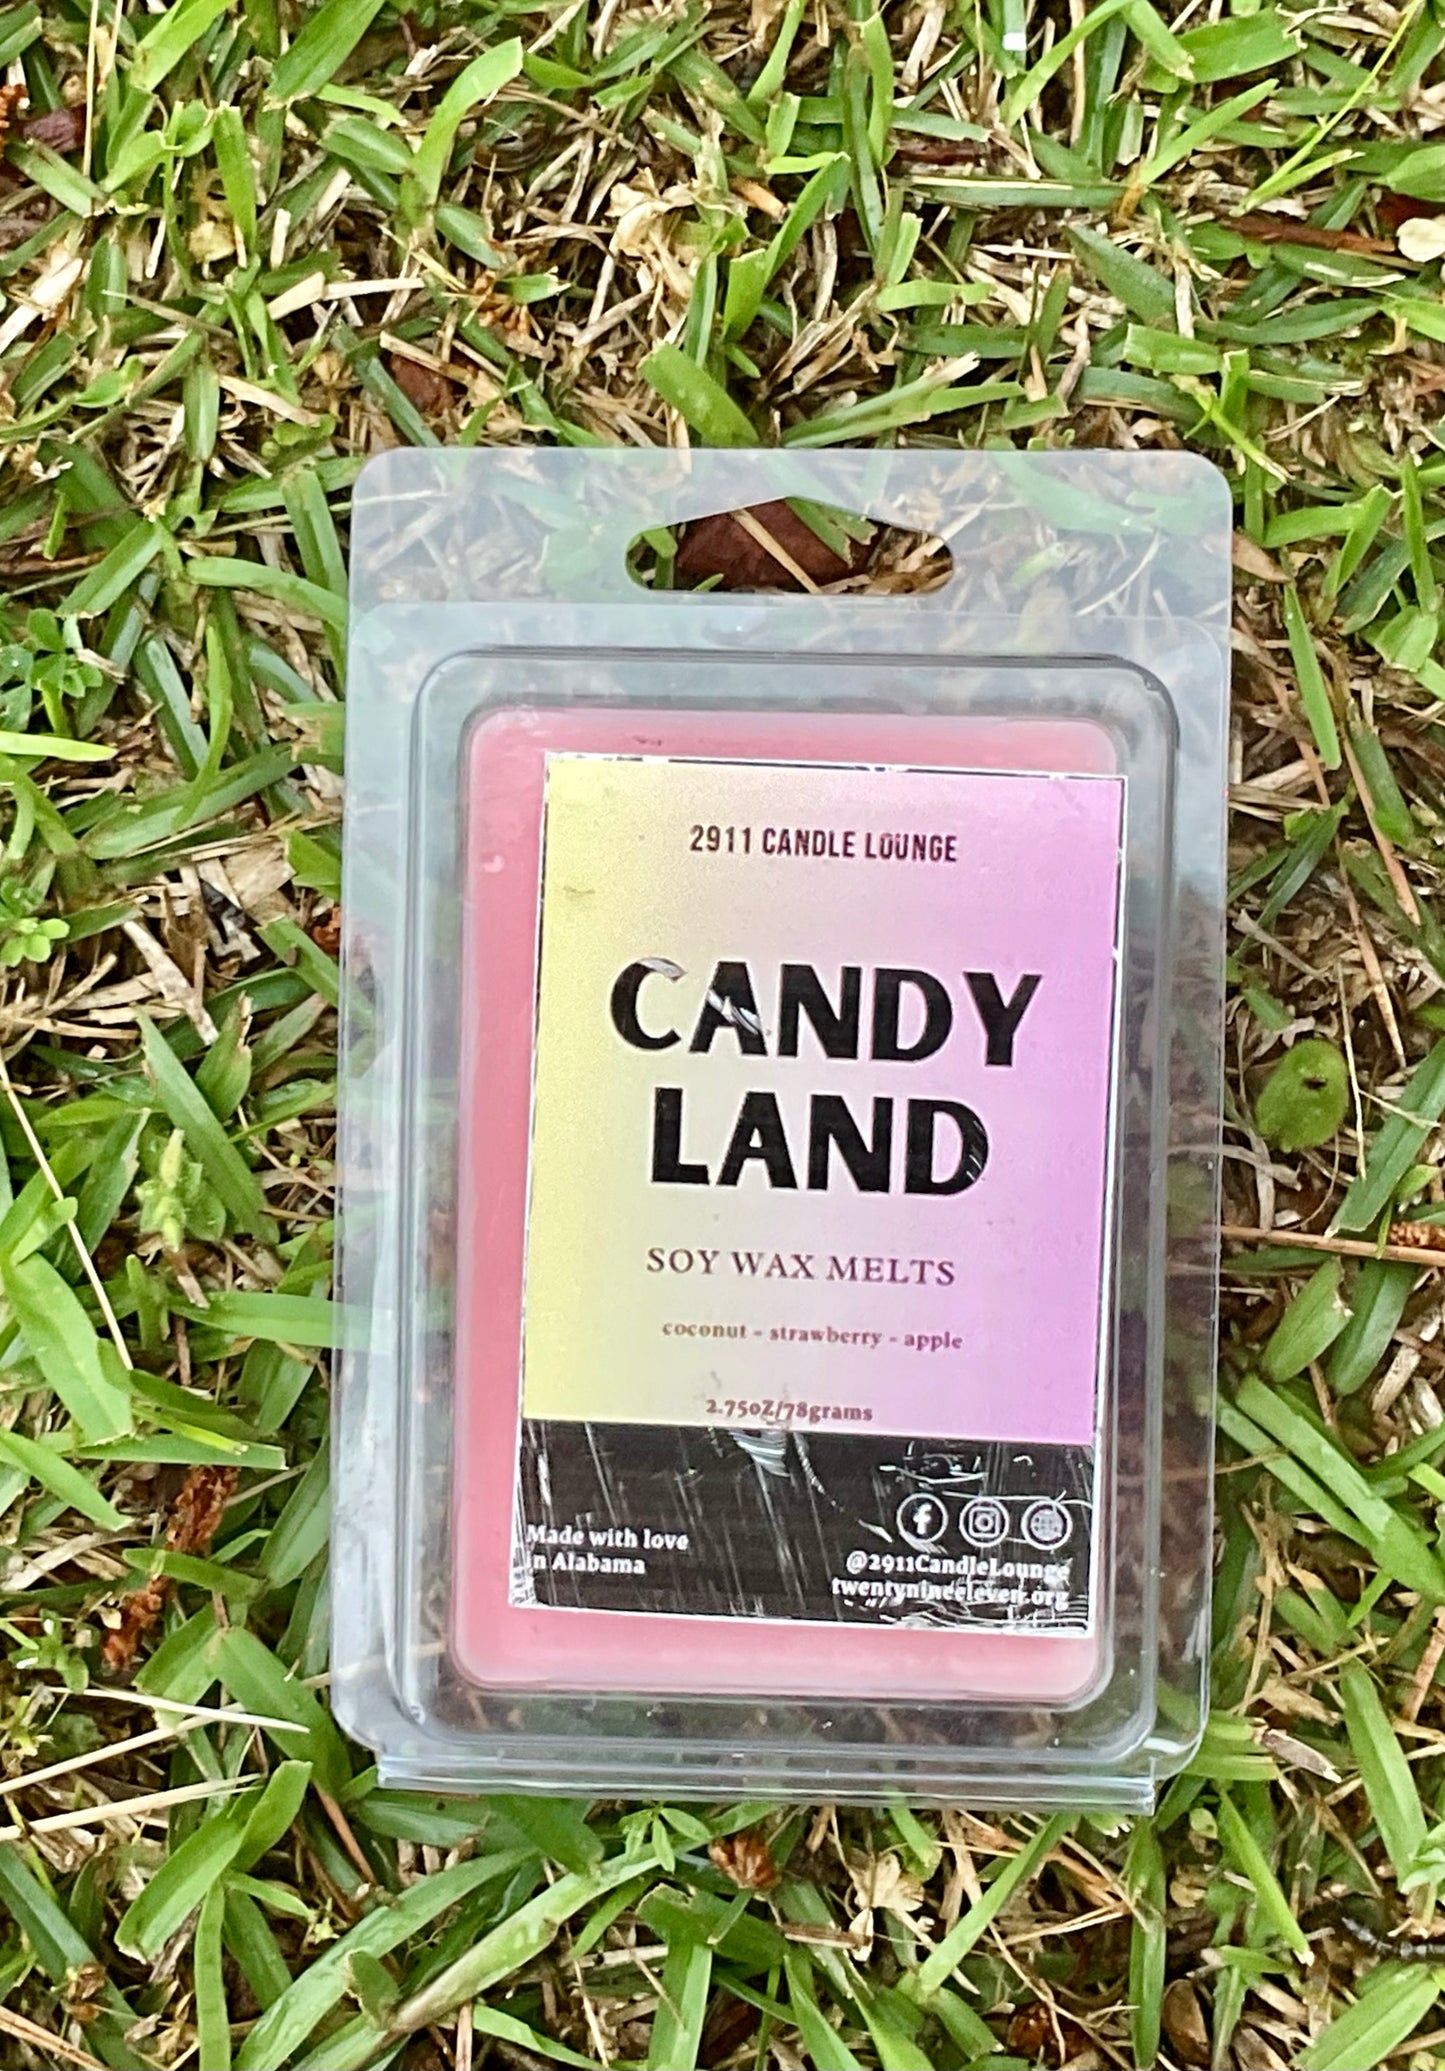 2911 CANDLE LOUNGE
CANDY
LAND
SOY WAX MELTS
coconut - strawberry - apple
2.75oZ/78grams
Made with love
in Alabama
@2911CandleLounge
twentynineeleven.org